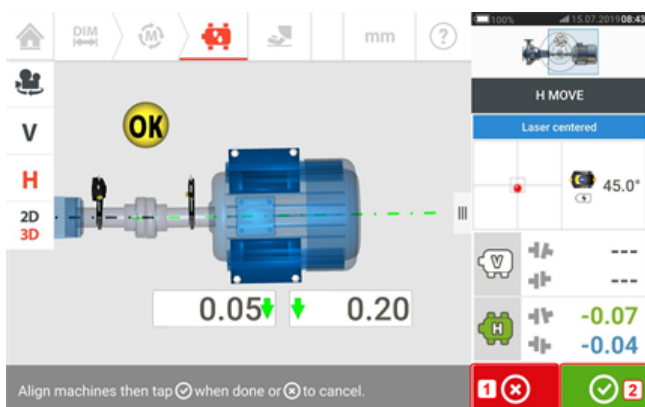 DIM
M
mm
?
100%
15.07.2019 08:43
H MOVE
Laser centered
45.0°
OK
V
H
2D
3D
V
---
---
H
-0.07
-0.04
0.05
0.20
Align machines then tap when done or to cancel.
1
2